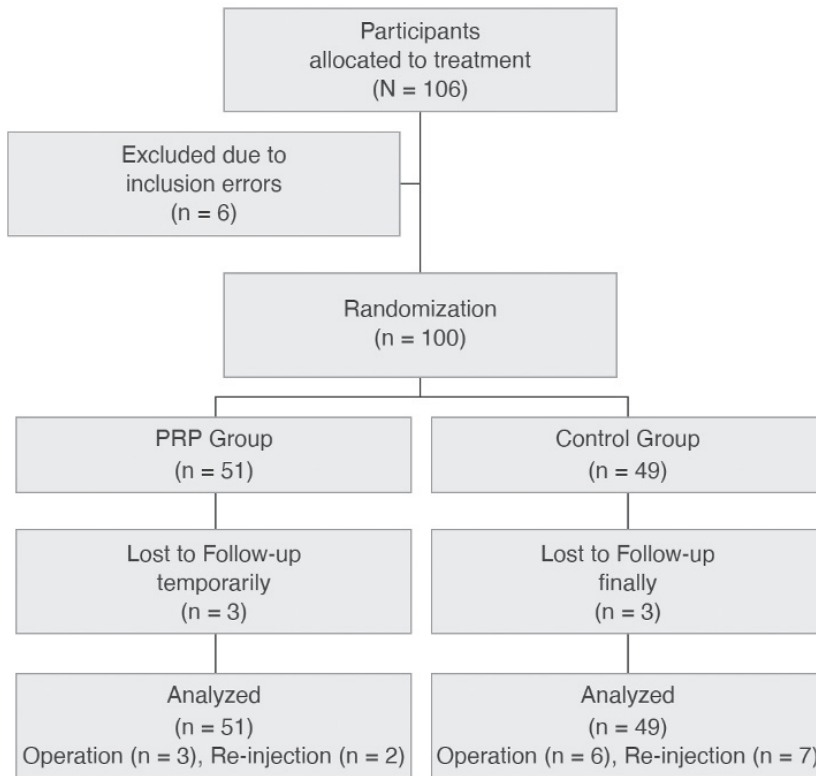 Participants
allocated to treatment
(N = 106)
Excluded due to
inclusion errors
(n = 6)
Randomization
(n = 100)
PRP Group
(n = 51)
Control Group
(n = 49)
Lost to Follow-up
temporarily
(n = 3)
Lost to Follow-up
finally
(n = 3)
Analyzed
(n = 51)
Operation (n = 3), Re-injection (n = 2)
Analyzed
(n = 49)
Operation (n = 6), Re-injection (n = 7)